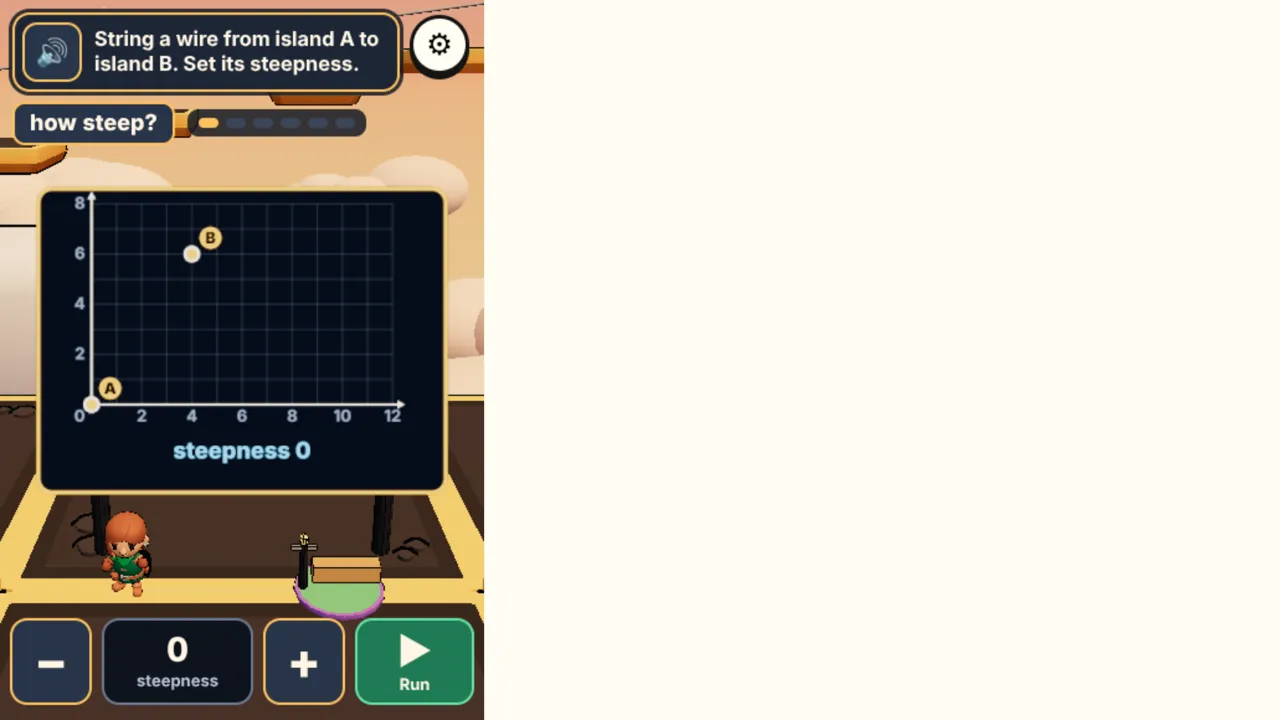 String a wire from island A to
island B. Set its steepness.
how steep?
8
B
6
4
2
A
0 2 4 6 8 10 12
steepness 0
−
0
steepness
+
Run